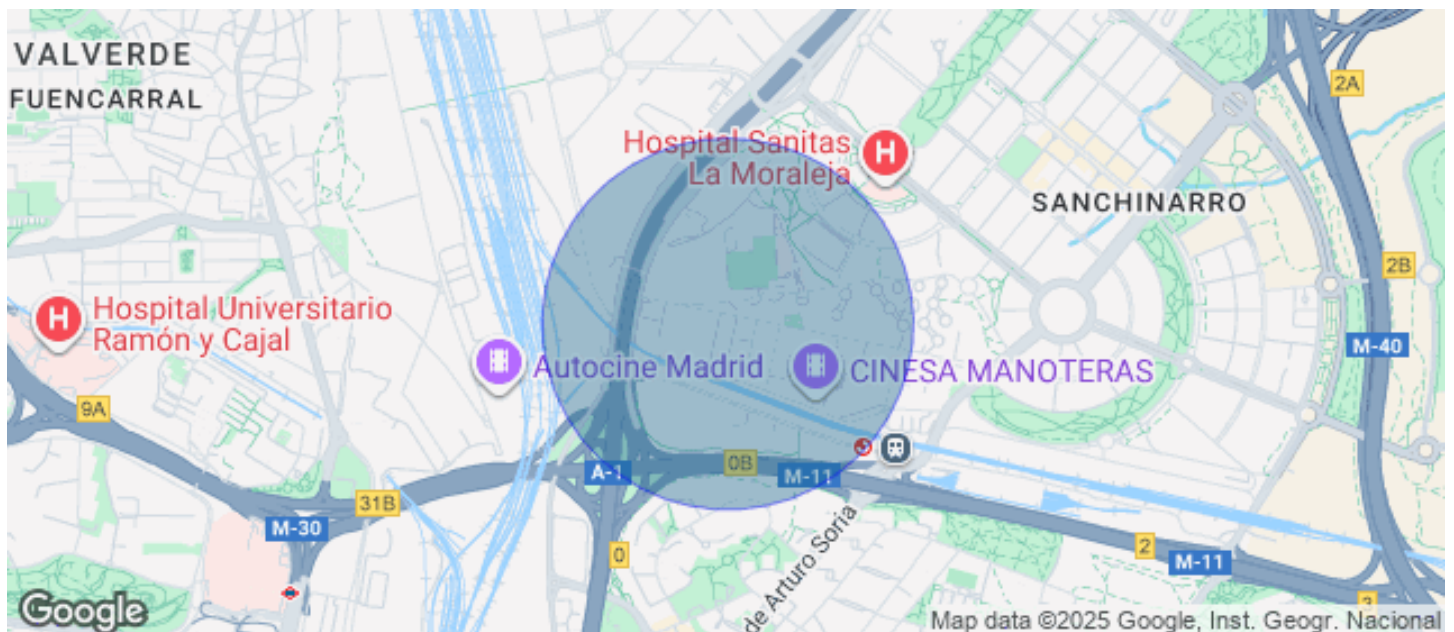 VALVERDE
FUENCARRAL
Hospital Sanitas
La Moraleja
H
2A
SANCHINARRO
2B
H
Hospital Universitario
Ramón y Cajal
M-40
Autocine Madrid
CINESA MANOTERAS
9A
0B
A-1
M-11
31B
M-30
de Arturo Soria
0
2
M-11
3
Google
Map data ©2025 Google, Inst. Geogr. Nacional